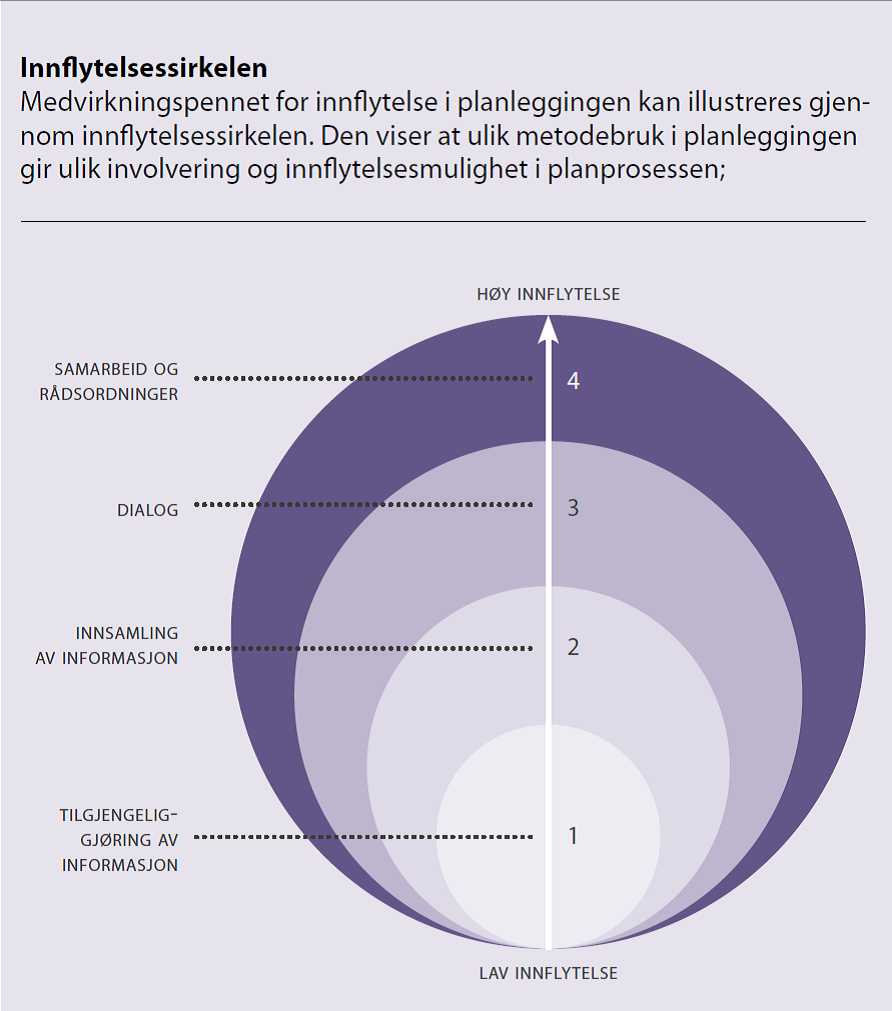 Innflytelsessirkelen
Medvirkningspennet for innflytelse i planleggingen kan illustreres gjen-
nom innflytelsessirkelen. Den viser at ulik metodebruk i planleggingen
gir ulik involvering og innflytelsesmulighet i planprosessen;
HØY INNFLYTELSE
SAMARBEID OG
RÅDSORDNINGER
4
DIALOG
3
INNSAMLING
AV INFORMASJON
2
TILGJENGELIG-
GJØRING AV
INFORMASJON
1
LAV INNFLYTELSE